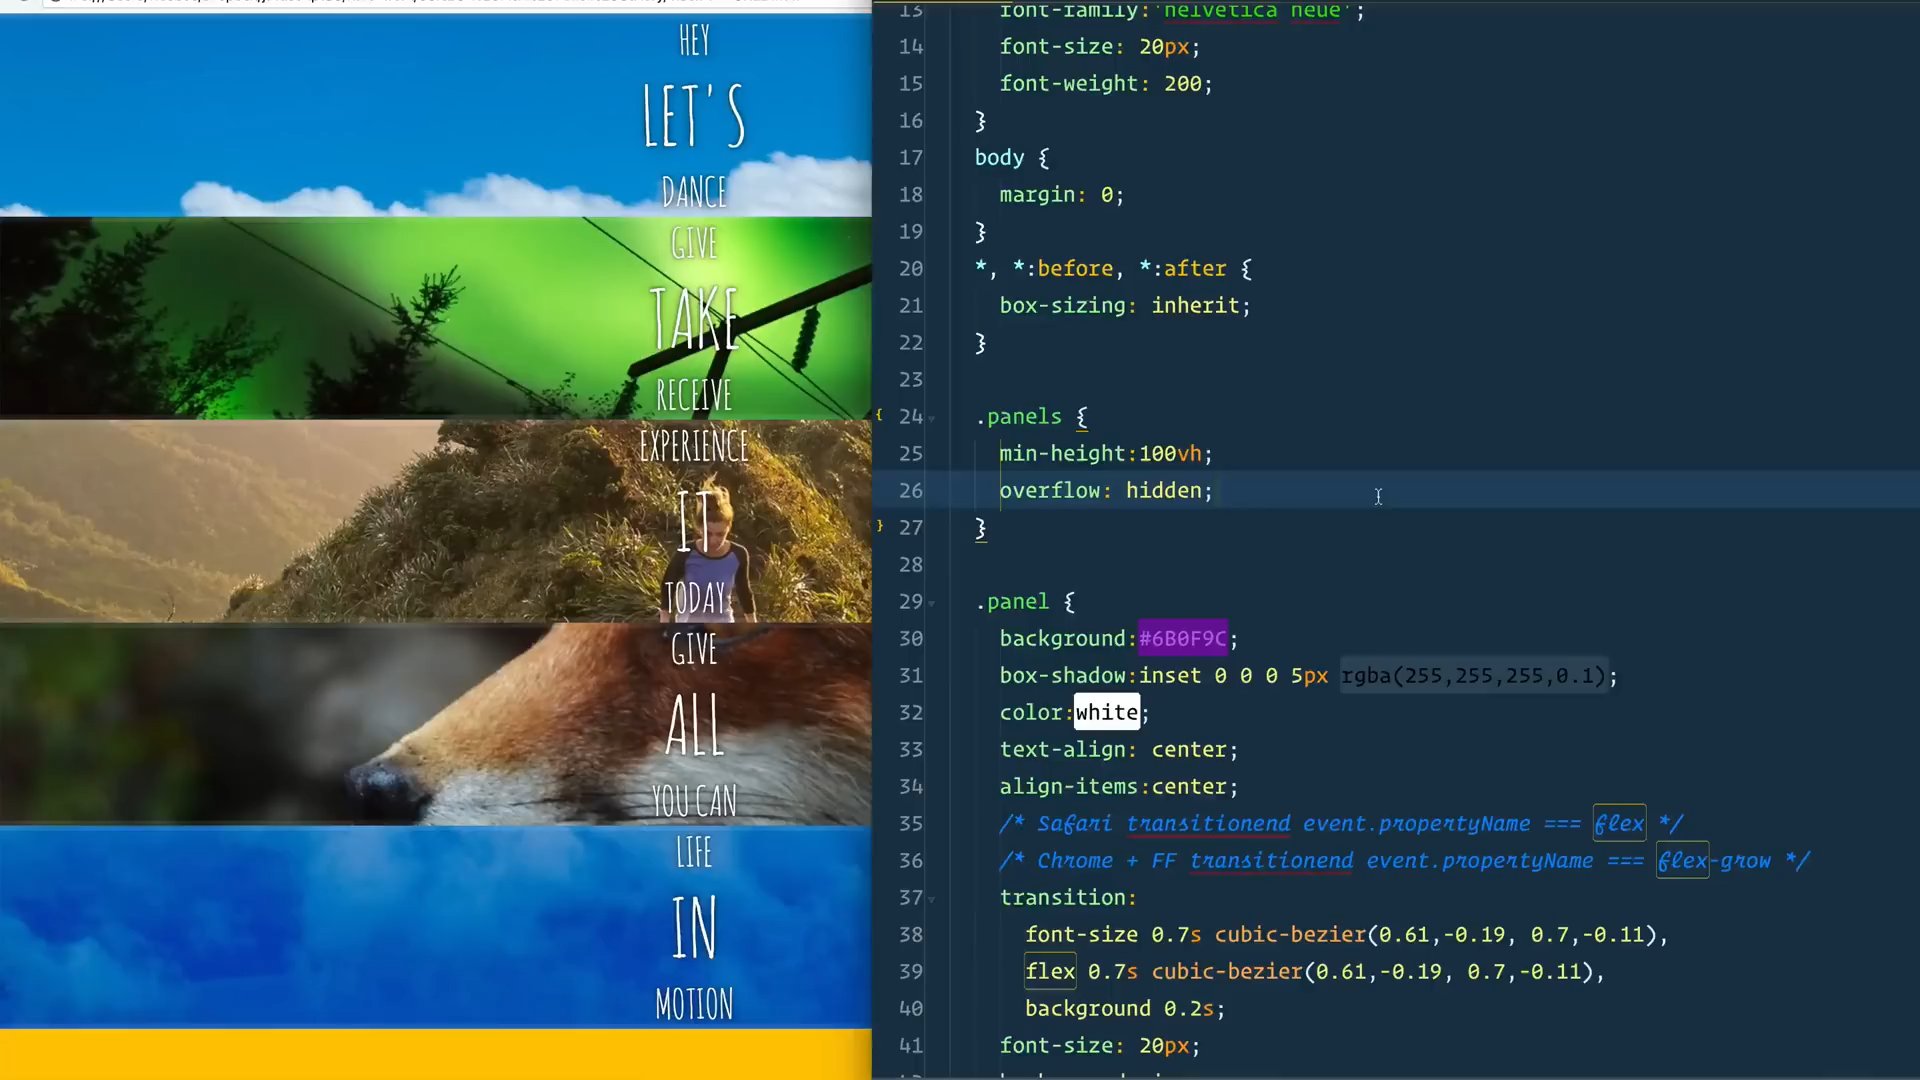 HEY
LET'S
DANCE
GIVE
TAKE
RECEIVE
EXPERIENCE
IT
TODAY
GIVE
ALL
YOU CAN
LIFE
IN
MOTION
13 font-family:'helvetica neue';
14 font-size: 20px;
15 font-weight: 200;
16 }
17 body {
18 margin: 0;
19 }
20 *, *:before, *:after {
21 box-sizing: inherit;
22 }
23
{ 24 .panels {
25 min-height:100vh;
26 overflow: hidden;
} 27 }
28
29 .panel {
30 background:#6B0F9C;
31 box-shadow:inset 0 0 0 5px rgba(255,255,255,0.1);
32 color:white;
33 text-align: center;
34 align-items:center;
35 /* Safari transitionend event.propertyName === flex */
36 /* Chrome + FF transitionend event.propertyName === flex-grow */
37 transition:
38 font-size 0.7s cubic-bezier(0.61,-0.19, 0.7,-0.11),
39 flex 0.7s cubic-bezier(0.61,-0.19, 0.7,-0.11),
40 background 0.2s;
41 font-size: 20px;